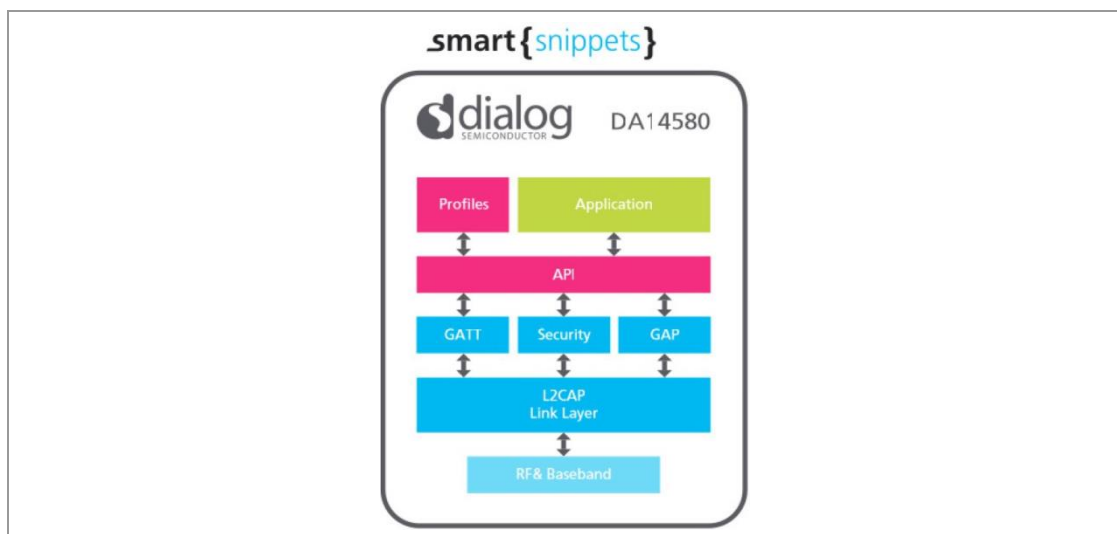 smart{snippets}
dialog
SEMICONDUCTOR
DA14580
Profiles
Application
API
GATT
Security
GAP
L2CAP
Link Layer
RF& Baseband